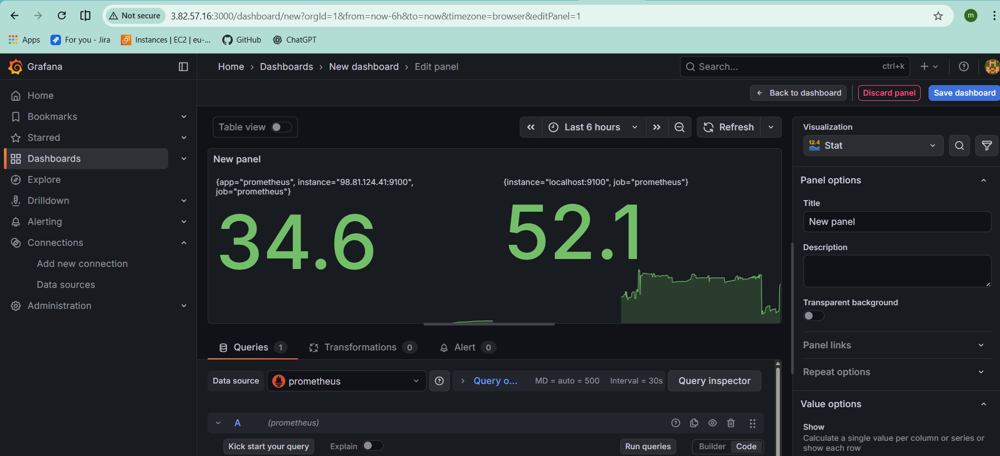 Not secure
3.82.57.16:3000/dashboard/new?orgId=1&from=now-6h&to=now&timezone=browser&editPanel=1
m
Apps
For you - Jira
Instances | EC2 | eu-...
GitHub
ChatGPT
Grafana
Home › Dashboards › New dashboard › Edit panel
Search...
ctrl+k
Back to dashboard
Discard panel
Save dashboard
Home
Bookmarks
Starred
Dashboards
Explore
Drilldown
Alerting
Connections
Add new connection
Data sources
Administration
Table view
Last 6 hours
Refresh
New panel
{app="prometheus", instance="98.81.124.41:9100",
job="prometheus"}
34.6
{instance="localhost:9100", job="prometheus"}
52.1
Queries 1
Transformations 0
Alert 0
Data source
prometheus
Query o...
MD = auto = 500
Interval = 30s
Query inspector
A
(prometheus)
Kick start your query
Explain
Run queries
Builder
Code
Visualization
12.4
Stat
Panel options
Title
New panel
Description
Transparent background
Panel links
Repeat options
Value options
Show
Calculate a single value per column or series or
show each row